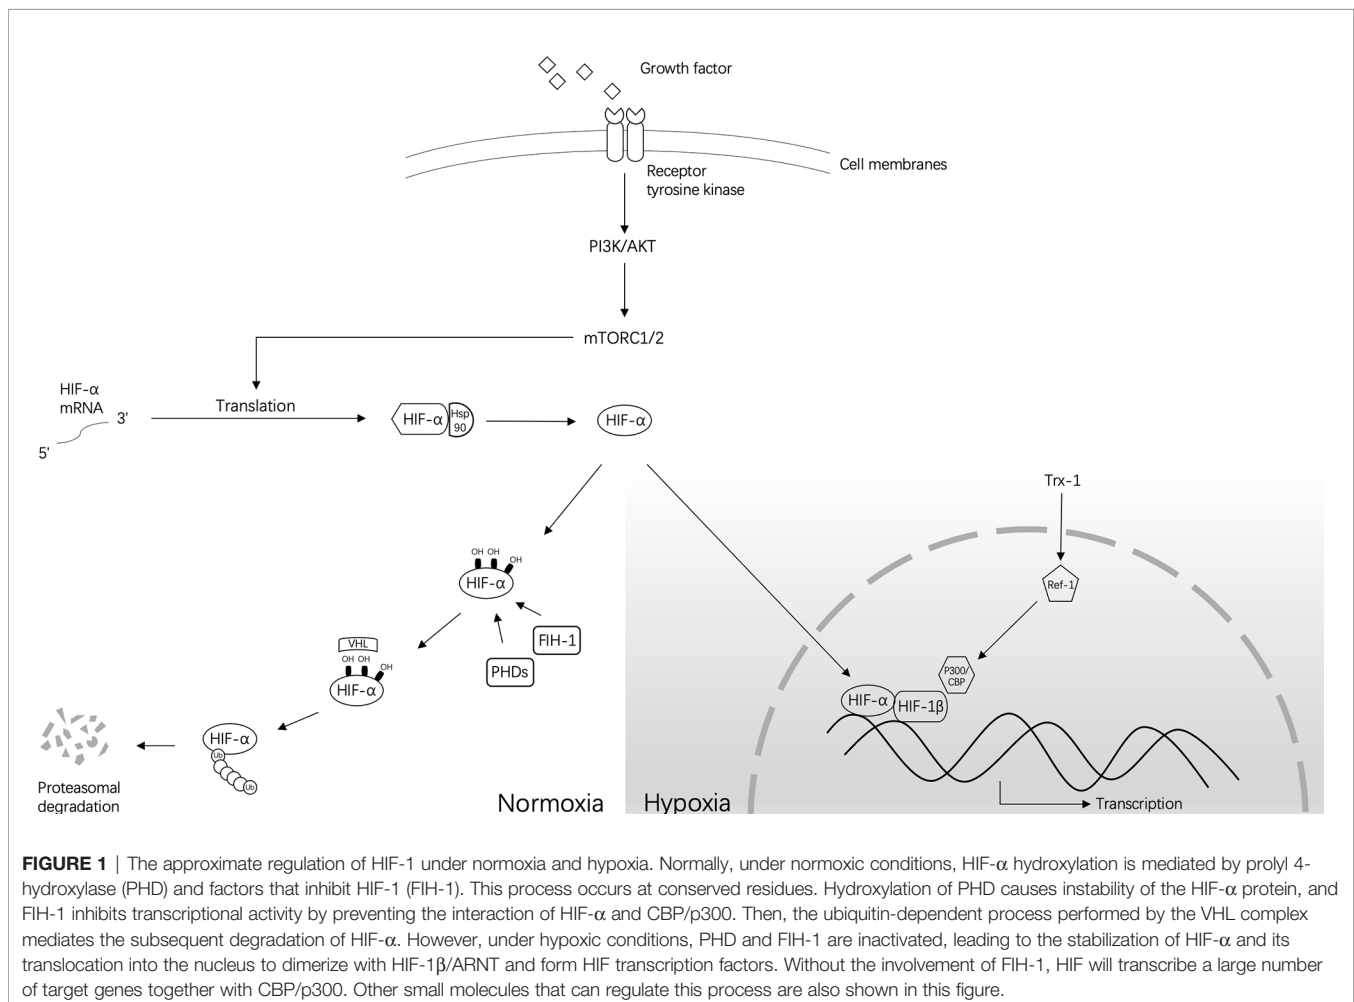 Growth factor
Cell membranes
Receptor
tyrosine kinase
PI3K/AKT
mTORC1/2
HIF-α
mRNA
3'
5'
Translation
HIF-α
Hsp
90
HIF-α
Trx-1
Ref-1
OH OH OH
HIF-α
FIH-1
PHDs
VHL
OH OH OH
HIF-α
P300/
CBP
HIF-α
HIF-1β
HIF-α
Ub
Ub
Proteasomal
degradation
Normoxia
Hypoxia
Transcription
FIGURE 1 | The approximate regulation of HIF-1 under normoxia and hypoxia. Normally, under normoxic conditions, HIF-α hydroxylation is mediated by prolyl 4-
hydroxylase (PHD) and factors that inhibit HIF-1 (FIH-1). This process occurs at conserved residues. Hydroxylation of PHD causes instability of the HIF-α protein, and
FIH-1 inhibits transcriptional activity by preventing the interaction of HIF-α and CBP/p300. Then, the ubiquitin-dependent process performed by the VHL complex
mediates the subsequent degradation of HIF-α. However, under hypoxic conditions, PHD and FIH-1 are inactivated, leading to the stabilization of HIF-α and its
translocation into the nucleus to dimerize with HIF-1β/ARNT and form HIF transcription factors. Without the involvement of FIH-1, HIF will transcribe a large number
of target genes together with CBP/p300. Other small molecules that can regulate this process are also shown in this figure.